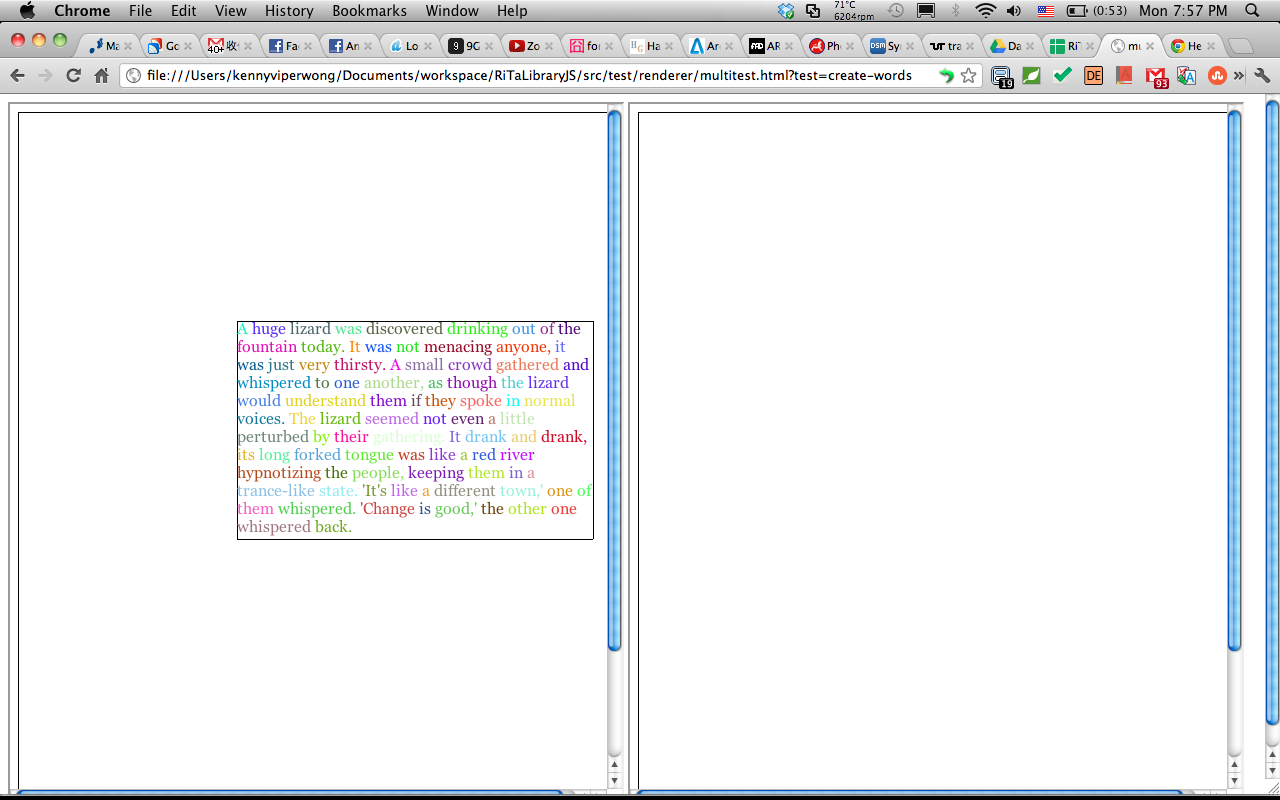 Chrome File Edit View History Bookmarks Window Help 71°C 6204rpm (0:53) Mon 7:57 PM
Ma Go 40+ 收 Fa An Lo 9 9G Zo for HG Ha Ar AR Ph DSM Sy tra Da RiT mu He
file:///Users/kennyviperwong/Documents/workspace/RiTaLibraryJS/src/test/renderer/multitest.html?test=create-words 19 DE 93 »
A huge lizard was discovered drinking out of the
fountain today. It was not menacing anyone, it
was just very thirsty. A small crowd gathered and
whispered to one another, as though the lizard
would understand them if they spoke in normal
voices. The lizard seemed not even a little
perturbed by their gathering. It drank and drank,
its long forked tongue was like a red river
hypnotizing the people, keeping them in a
trance-like state. 'It's like a different town,' one of
them whispered. 'Change is good,' the other one
whispered back.